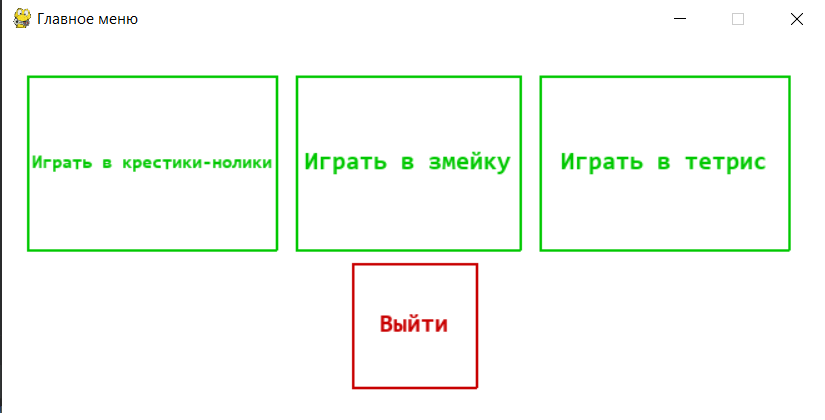 Главное меню
Играть в крестики-нолики
Играть в змейку
Играть в тетрис
Выйти